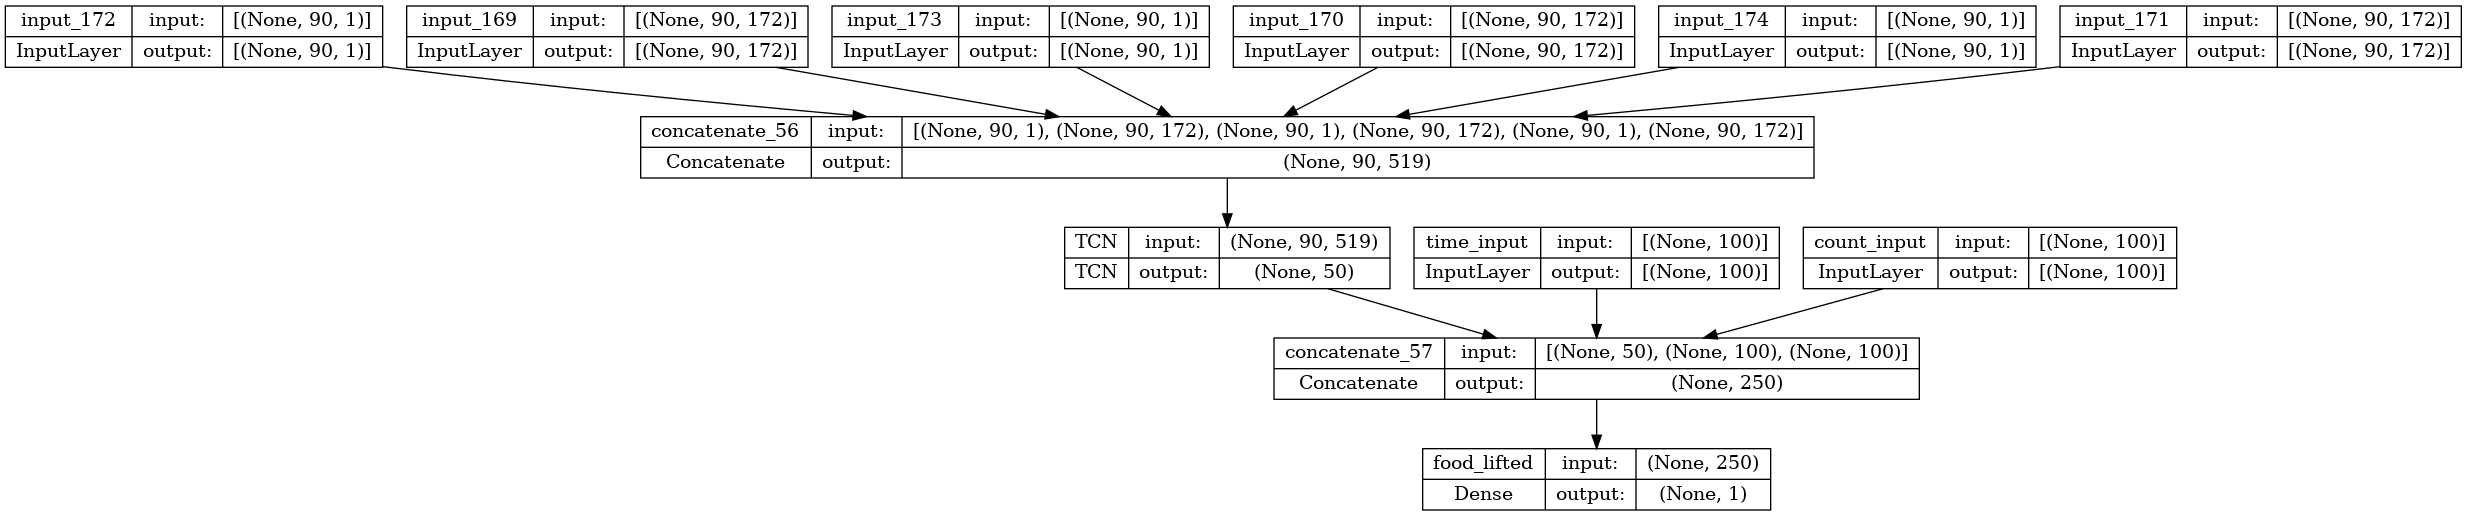 input_172 input: [(None, 90, 1)]
InputLayer output: [(None, 90, 1)]
input_169 input: [(None, 90, 172)]
InputLayer output: [(None, 90, 172)]
input_173 input: [(None, 90, 1)]
InputLayer output: [(None, 90, 1)]
input_170 input: [(None, 90, 172)]
InputLayer output: [(None, 90, 172)]
input_174 input: [(None, 90, 1)]
InputLayer output: [(None, 90, 1)]
input_171 input: [(None, 90, 172)]
InputLayer output: [(None, 90, 172)]
concatenate_56 input: [(None, 90, 1), (None, 90, 172), (None, 90, 1), (None, 90, 172), (None, 90, 1), (None, 90, 172)]
Concatenate output: (None, 90, 519)
TCN input: (None, 90, 519)
TCN output: (None, 50)
time_input input: [(None, 100)]
InputLayer output: [(None, 100)]
count_input input: [(None, 100)]
InputLayer output: [(None, 100)]
concatenate_57 input: [(None, 50), (None, 100), (None, 100)]
Concatenate output: (None, 250)
food_lifted input: (None, 250)
Dense output: (None, 1)